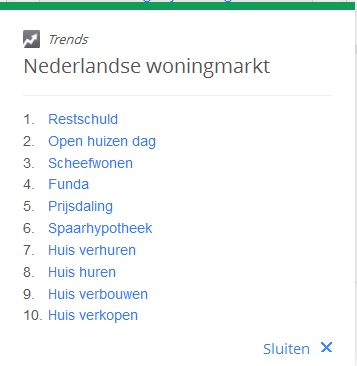 Trends
Nederlandse woningmarkt
1. Restschuld
2. Open huizen dag
3. Scheefwonen
4. Funda
5. Prijsdaling
6. Spaarhypotheek
7. Huis verhuren
8. Huis huren
9. Huis verbouwen
10. Huis verkopen
Sluiten ×